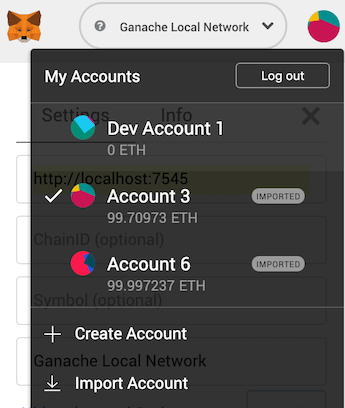 Ganache Local Network
My Accounts
Log out
Settings
Info
Dev Account 1
0 ETH
http://localhost:7545
Account 3
IMPORTED
99.70973 ETH
ChainID (optional)
Account 6
IMPORTED
99.997237 ETH
Symbol (optional)
Create Account
Ganache Local Network
Import Account